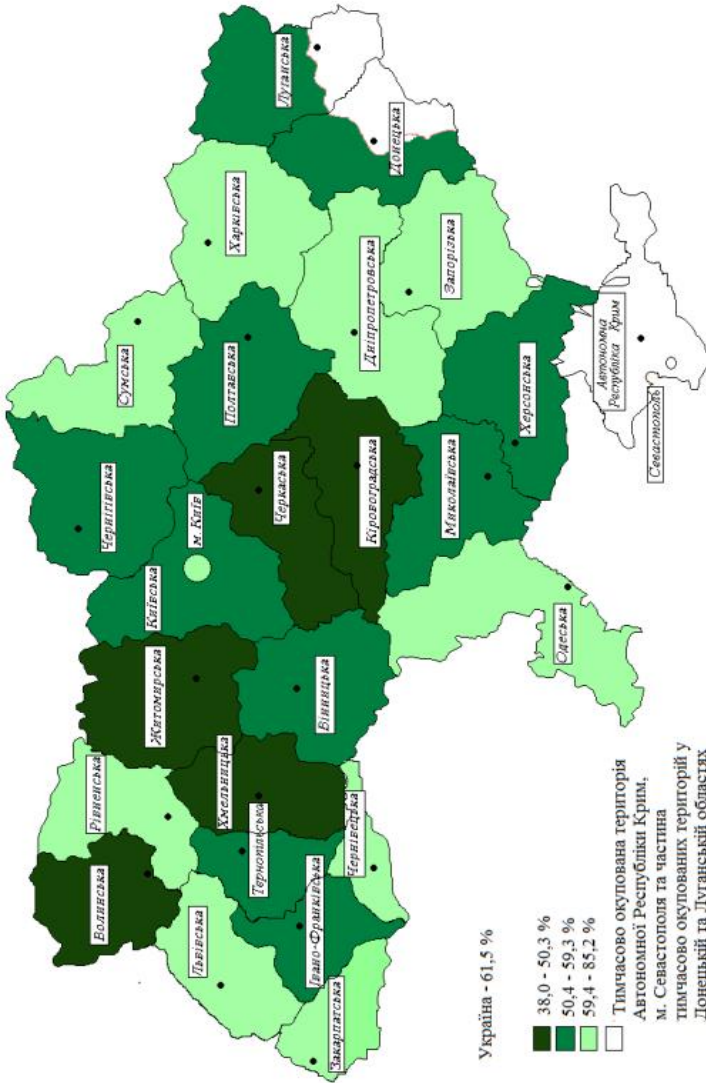 Волинська
Рівненська
Житомирська
Київська
м. Київ
Чернігівська
Сумська
Львівська
Тернопільська
Хмельницька
Вінницька
Черкаська
Полтавська
Харківська
Луганська
Закарпатська
Івано-Франківська
Чернівецька
Кіровоградська
Дніпропетровська
Донецька
Одеська
Миколаївська
Херсонська
Запорізька
Автономна
Республіка Крим
Севастополь
Україна - 61,5 %
38,0 - 50,3 %
50,4 - 59,3 %
59,4 - 85,2 %
Тимчасово окупована територія
Автономної Республіки Крим,
м. Севастополя та частина
тимчасово окупованих територій у
Донецькій та Луганській областях